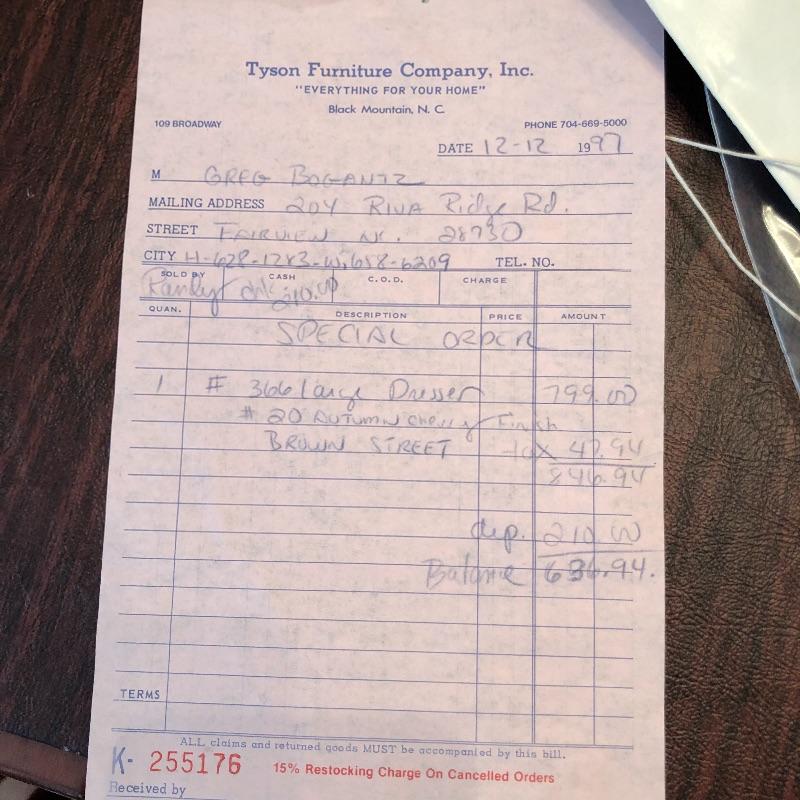 Tyson Furniture Company, Inc.
"EVERYTHING FOR YOUR HOME"
Black Mountain, N. C.
109 BROADWAY PHONE 704-669-5000
DATE 12-12 1997
M GREG BOGANTZ
MAILING ADDRESS 204 RIVA Ridge Rd.
STREET FAIRVIEW NC. 28730
CITY H-628-1783-W,658-6209 TEL. NO.
SOLD BY CASH C.O.D. CHARGE
Randy chk 210.00
QUAN. DESCRIPTION PRICE AMOUNT
SPECIAL ORDER
1 # 366 Large Dresser 799.00
# 20 AUTUMN Cherry Finish
BROWN STREET tax 47.94
846.94
dep. 210.00
Balance 636.94.
TERMS
ALL claims and returned goods MUST be accompanied by this bill.
K- 255176 15% Restocking Charge On Cancelled Orders
Received by